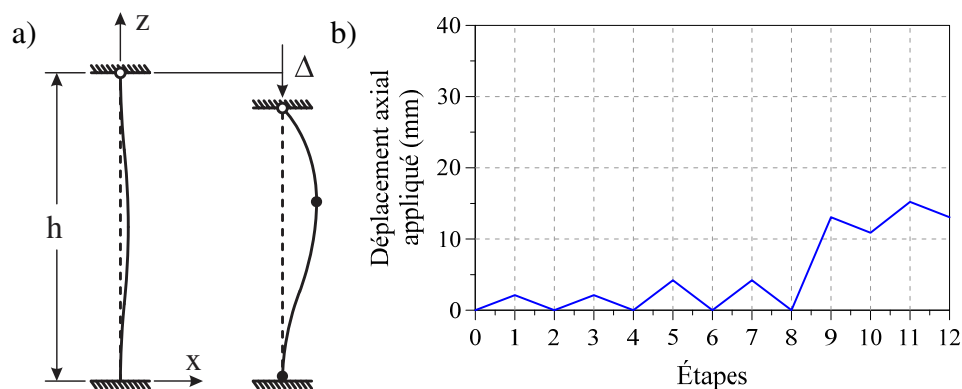 a)
z
h
x
Δ
b)
Déplacement axial
appliqué (mm)
40
30
20
10
0
0 1 2 3 4 5 6 7 8 9 10 11 12
Étapes